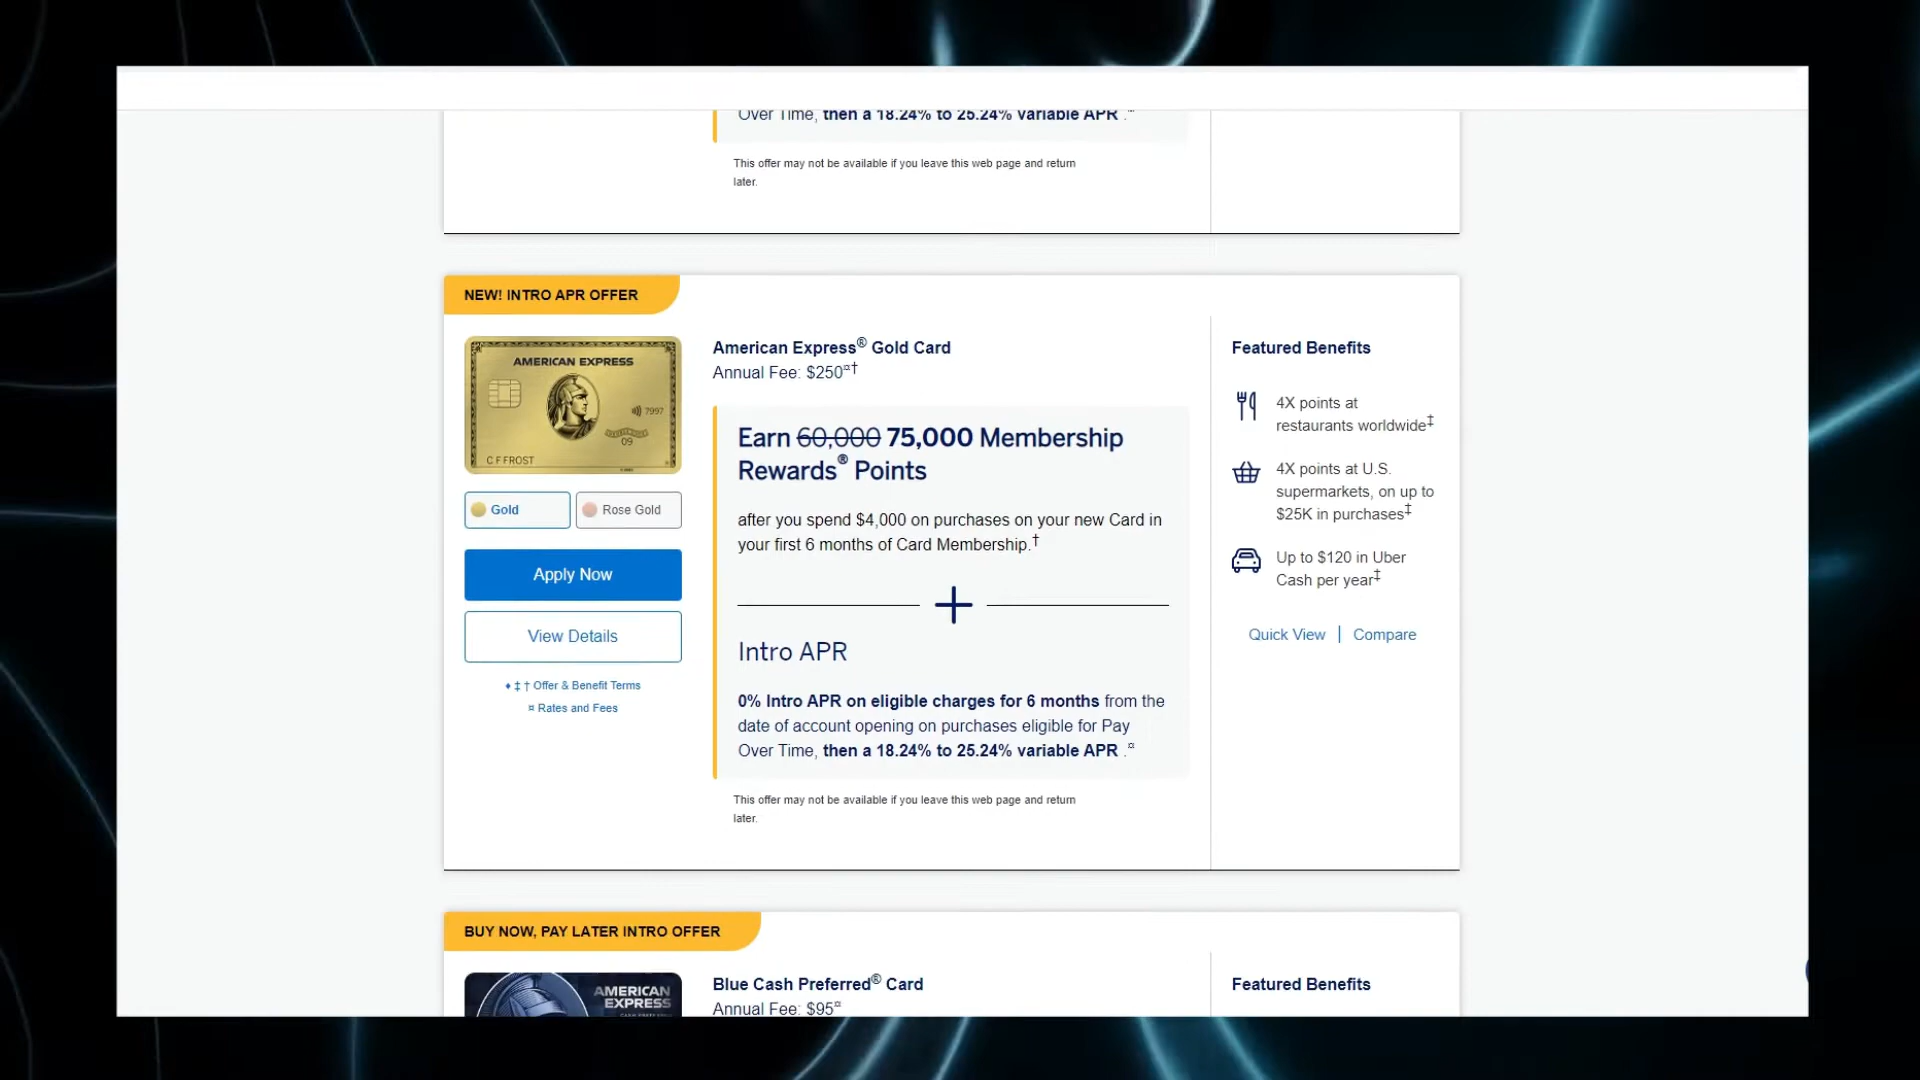 Over Time, then a 18.24% to 25.24% variable APR .¤
This offer may not be available if you leave this web page and return
later.
NEW! INTRO APR OFFER
AMERICAN EXPRESS
7997
09
C F FROST
Gold
Rose Gold
Apply Now
View Details
♦ ‡ † Offer & Benefit Terms
¤ Rates and Fees
American Express® Gold Card
Annual Fee: $250¤†
Earn 60,000 75,000 Membership
Rewards® Points
after you spend $4,000 on purchases on your new Card in
your first 6 months of Card Membership.†
Intro APR
0% Intro APR on eligible charges for 6 months from the
date of account opening on purchases eligible for Pay
Over Time, then a 18.24% to 25.24% variable APR .¤
This offer may not be available if you leave this web page and return
later.
Featured Benefits
4X points at
restaurants worldwide‡
4X points at U.S.
supermarkets, on up to
$25K in purchases‡
Up to $120 in Uber
Cash per year‡
Quick View | Compare
BUY NOW, PAY LATER INTRO OFFER
AMERICAN
EXPRESS
Blue Cash Preferred® Card
Annual Fee: $95¤
Featured Benefits